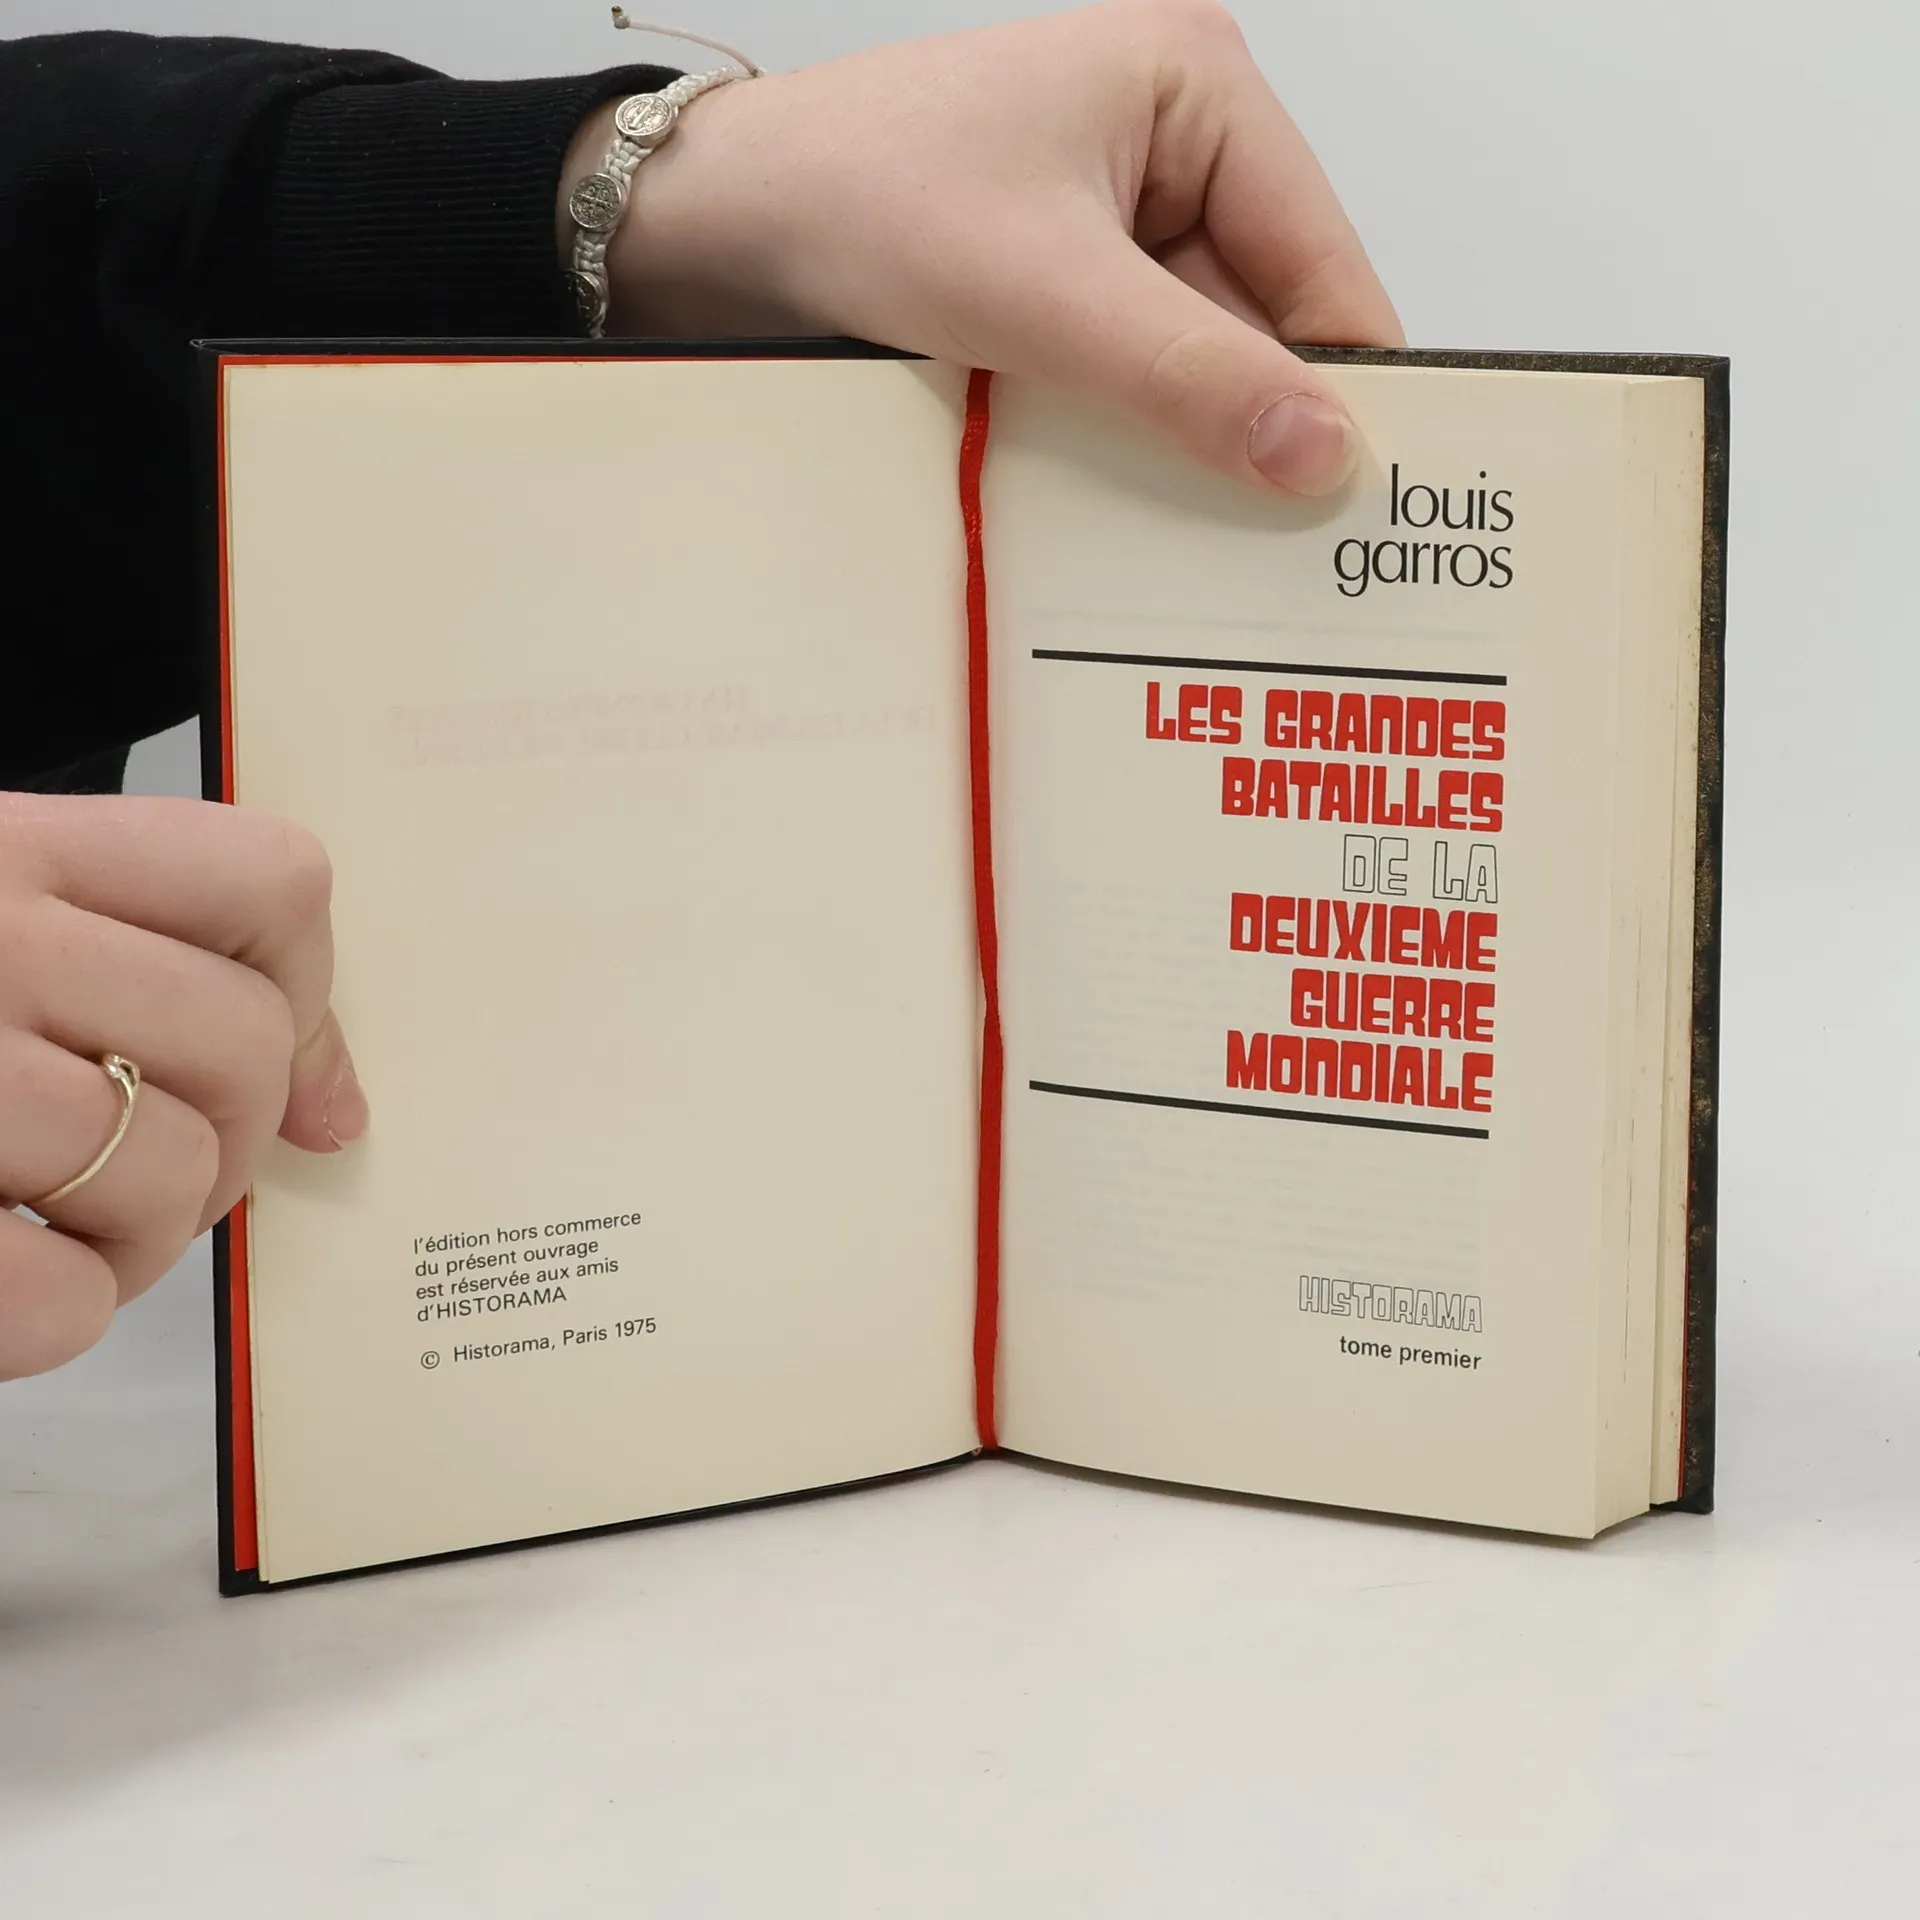 l'édition hors commerce
du présent ouvrage
est réservée aux amis
d'HISTORAMA
© Historama, Paris 1975
louis
garros
LES GRANDES
BATAILLES
DE LA
DEUXIEME
GUERRE
MONDIALE
HISTORAMA
tome premier